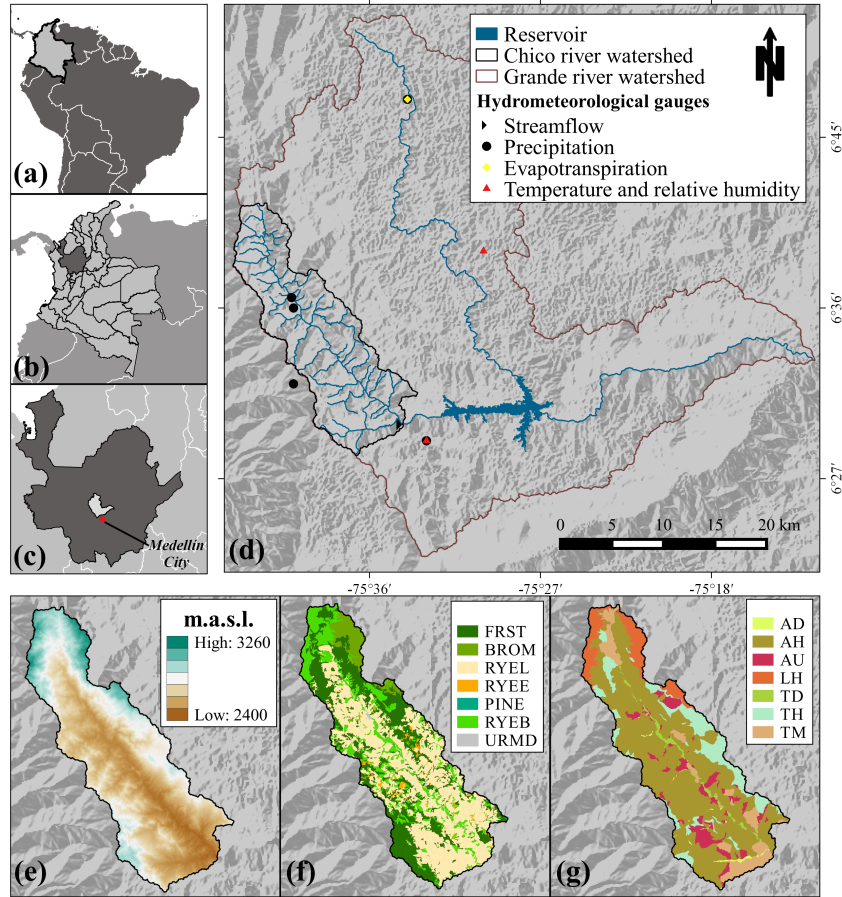 (a)
(b)
(c)
Medellín
City
Reservoir
Chico river watershed
Grande river watershed
Hydrometeorological gauges
Streamflow
Precipitation
Evapotranspiration
Temperature and relative humidity
N
6°45'
6°36'
6°27'
0 5 10 15 20 km
(d)
-75°36' -75°27' -75°18'
m.a.s.l.
High: 3260
Low: 2400
(e)
FRST
BROM
RYEL
RYEE
PINE
RYEB
URMD
(f)
AD
AH
AU
LH
TD
TH
TM
(g)